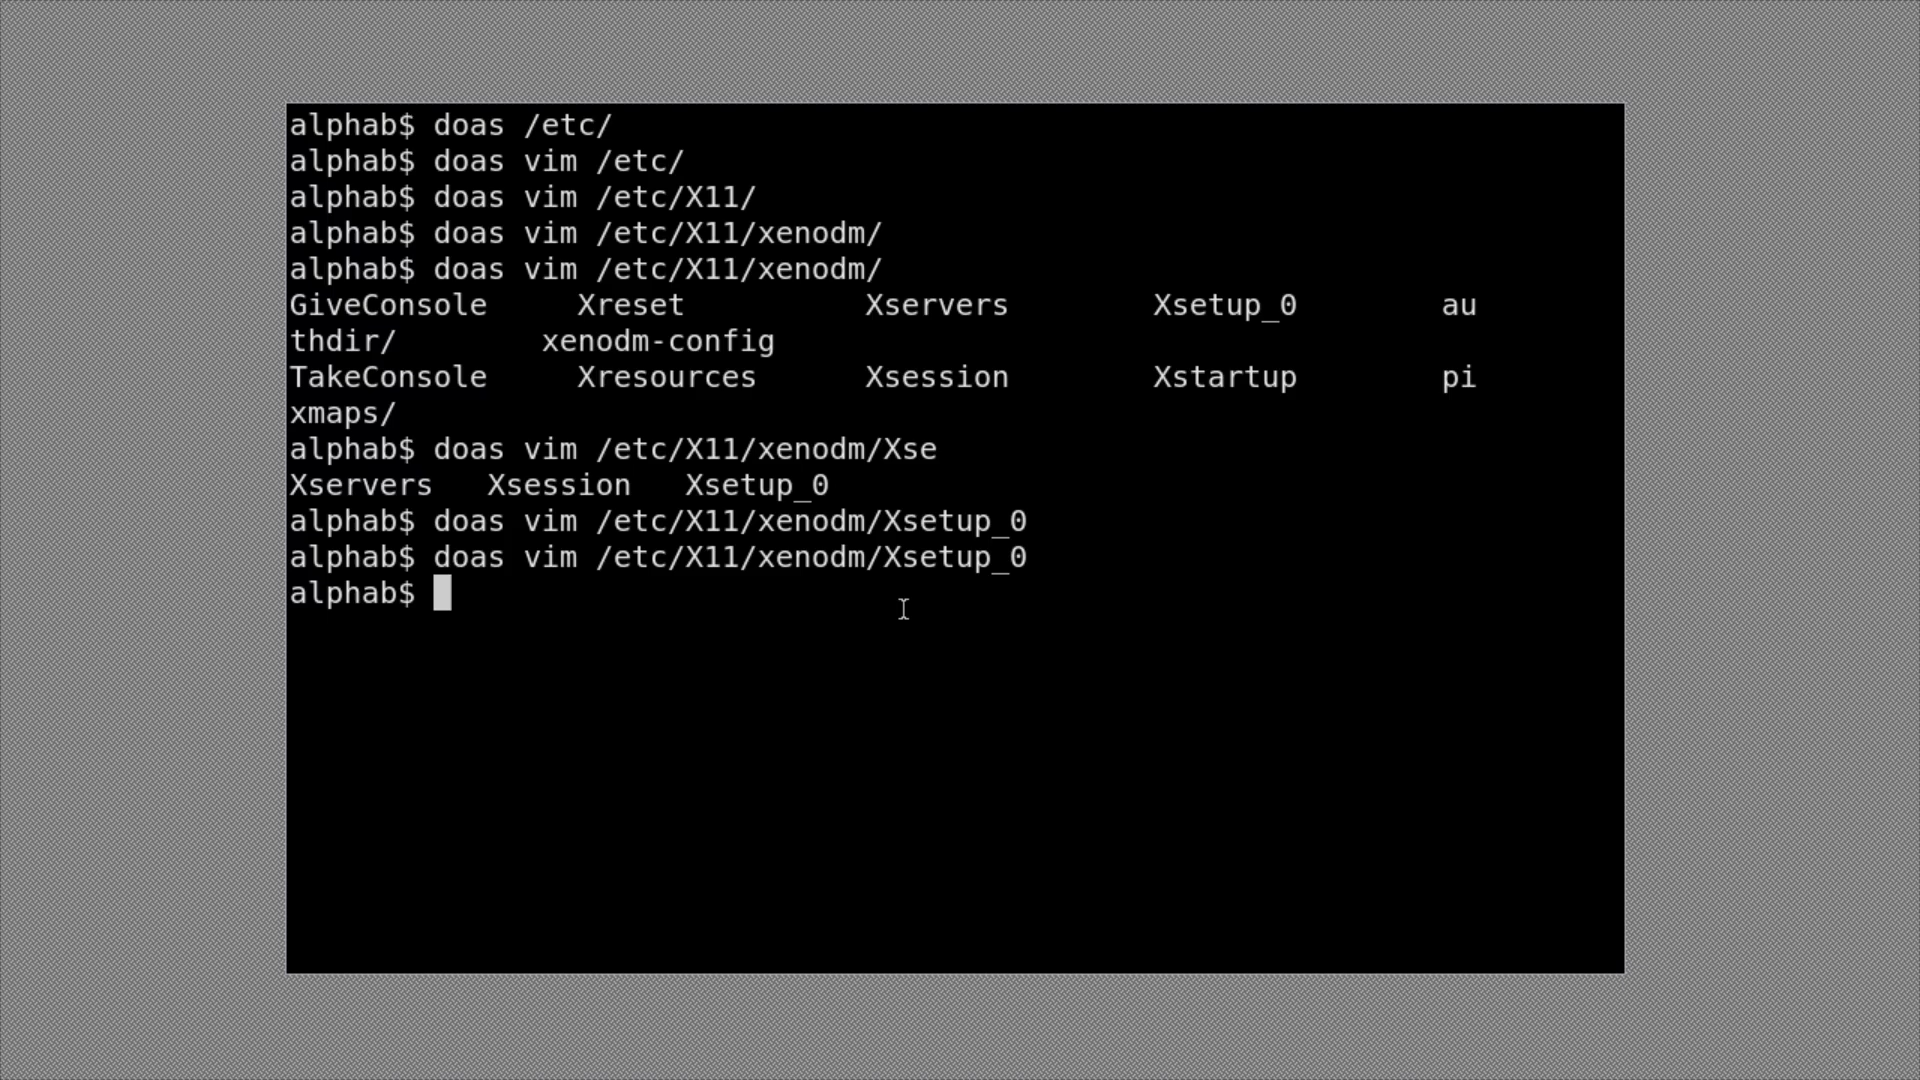 alphab$ doas /etc/
alphab$ doas vim /etc/
alphab$ doas vim /etc/X11/
alphab$ doas vim /etc/X11/xenodm/
alphab$ doas vim /etc/X11/xenodm/
GiveConsole     Xreset          Xservers        Xsetup_0        au
thdir/        xenodm-config
TakeConsole     Xresources      Xsession        Xstartup        pi
xmaps/
alphab$ doas vim /etc/X11/xenodm/Xse
Xservers   Xsession   Xsetup_0
alphab$ doas vim /etc/X11/xenodm/Xsetup_0
alphab$ doas vim /etc/X11/xenodm/Xsetup_0
alphab$